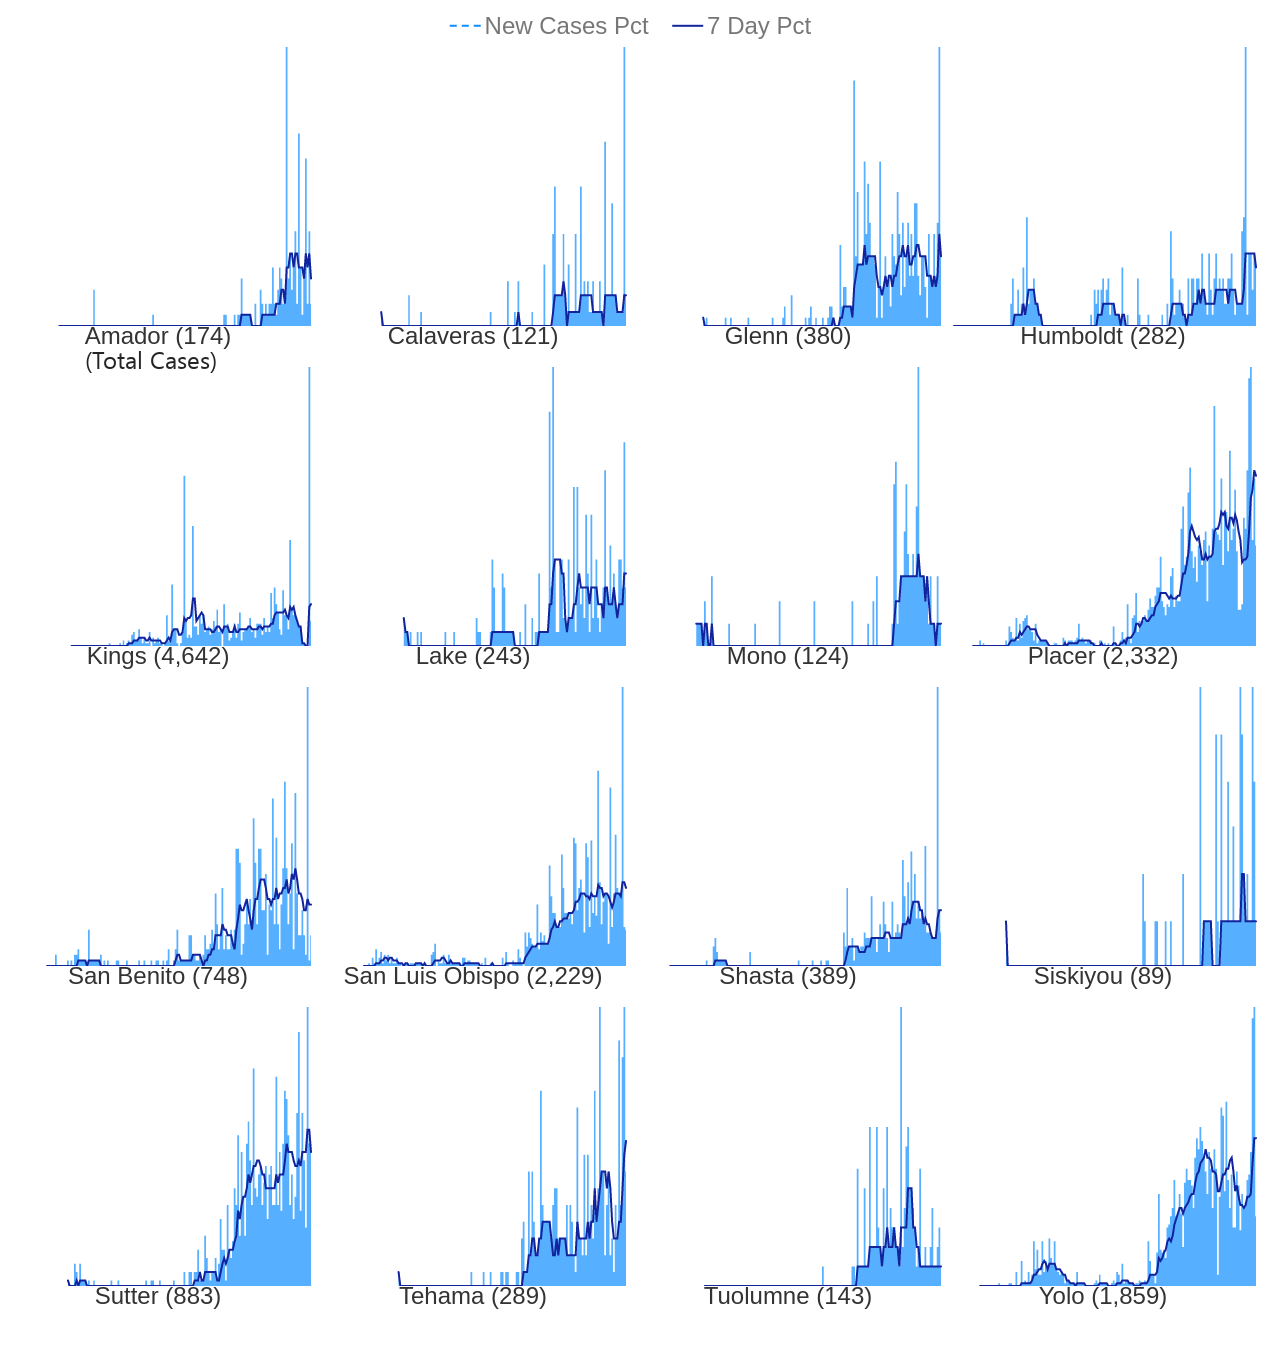 New Cases Pct 7 Day Pct
Amador (174) Calaveras (121) Glenn (380) Humboldt (282)
(Total Cases)
Kings (4,642) Lake (243) Mono (124) Placer (2,332)
San Benito (748) San Luis Obispo (2,229) Shasta (389) Siskiyou (89)
Sutter (883) Tehama (289) Tuolumne (143) Yolo (1,859)